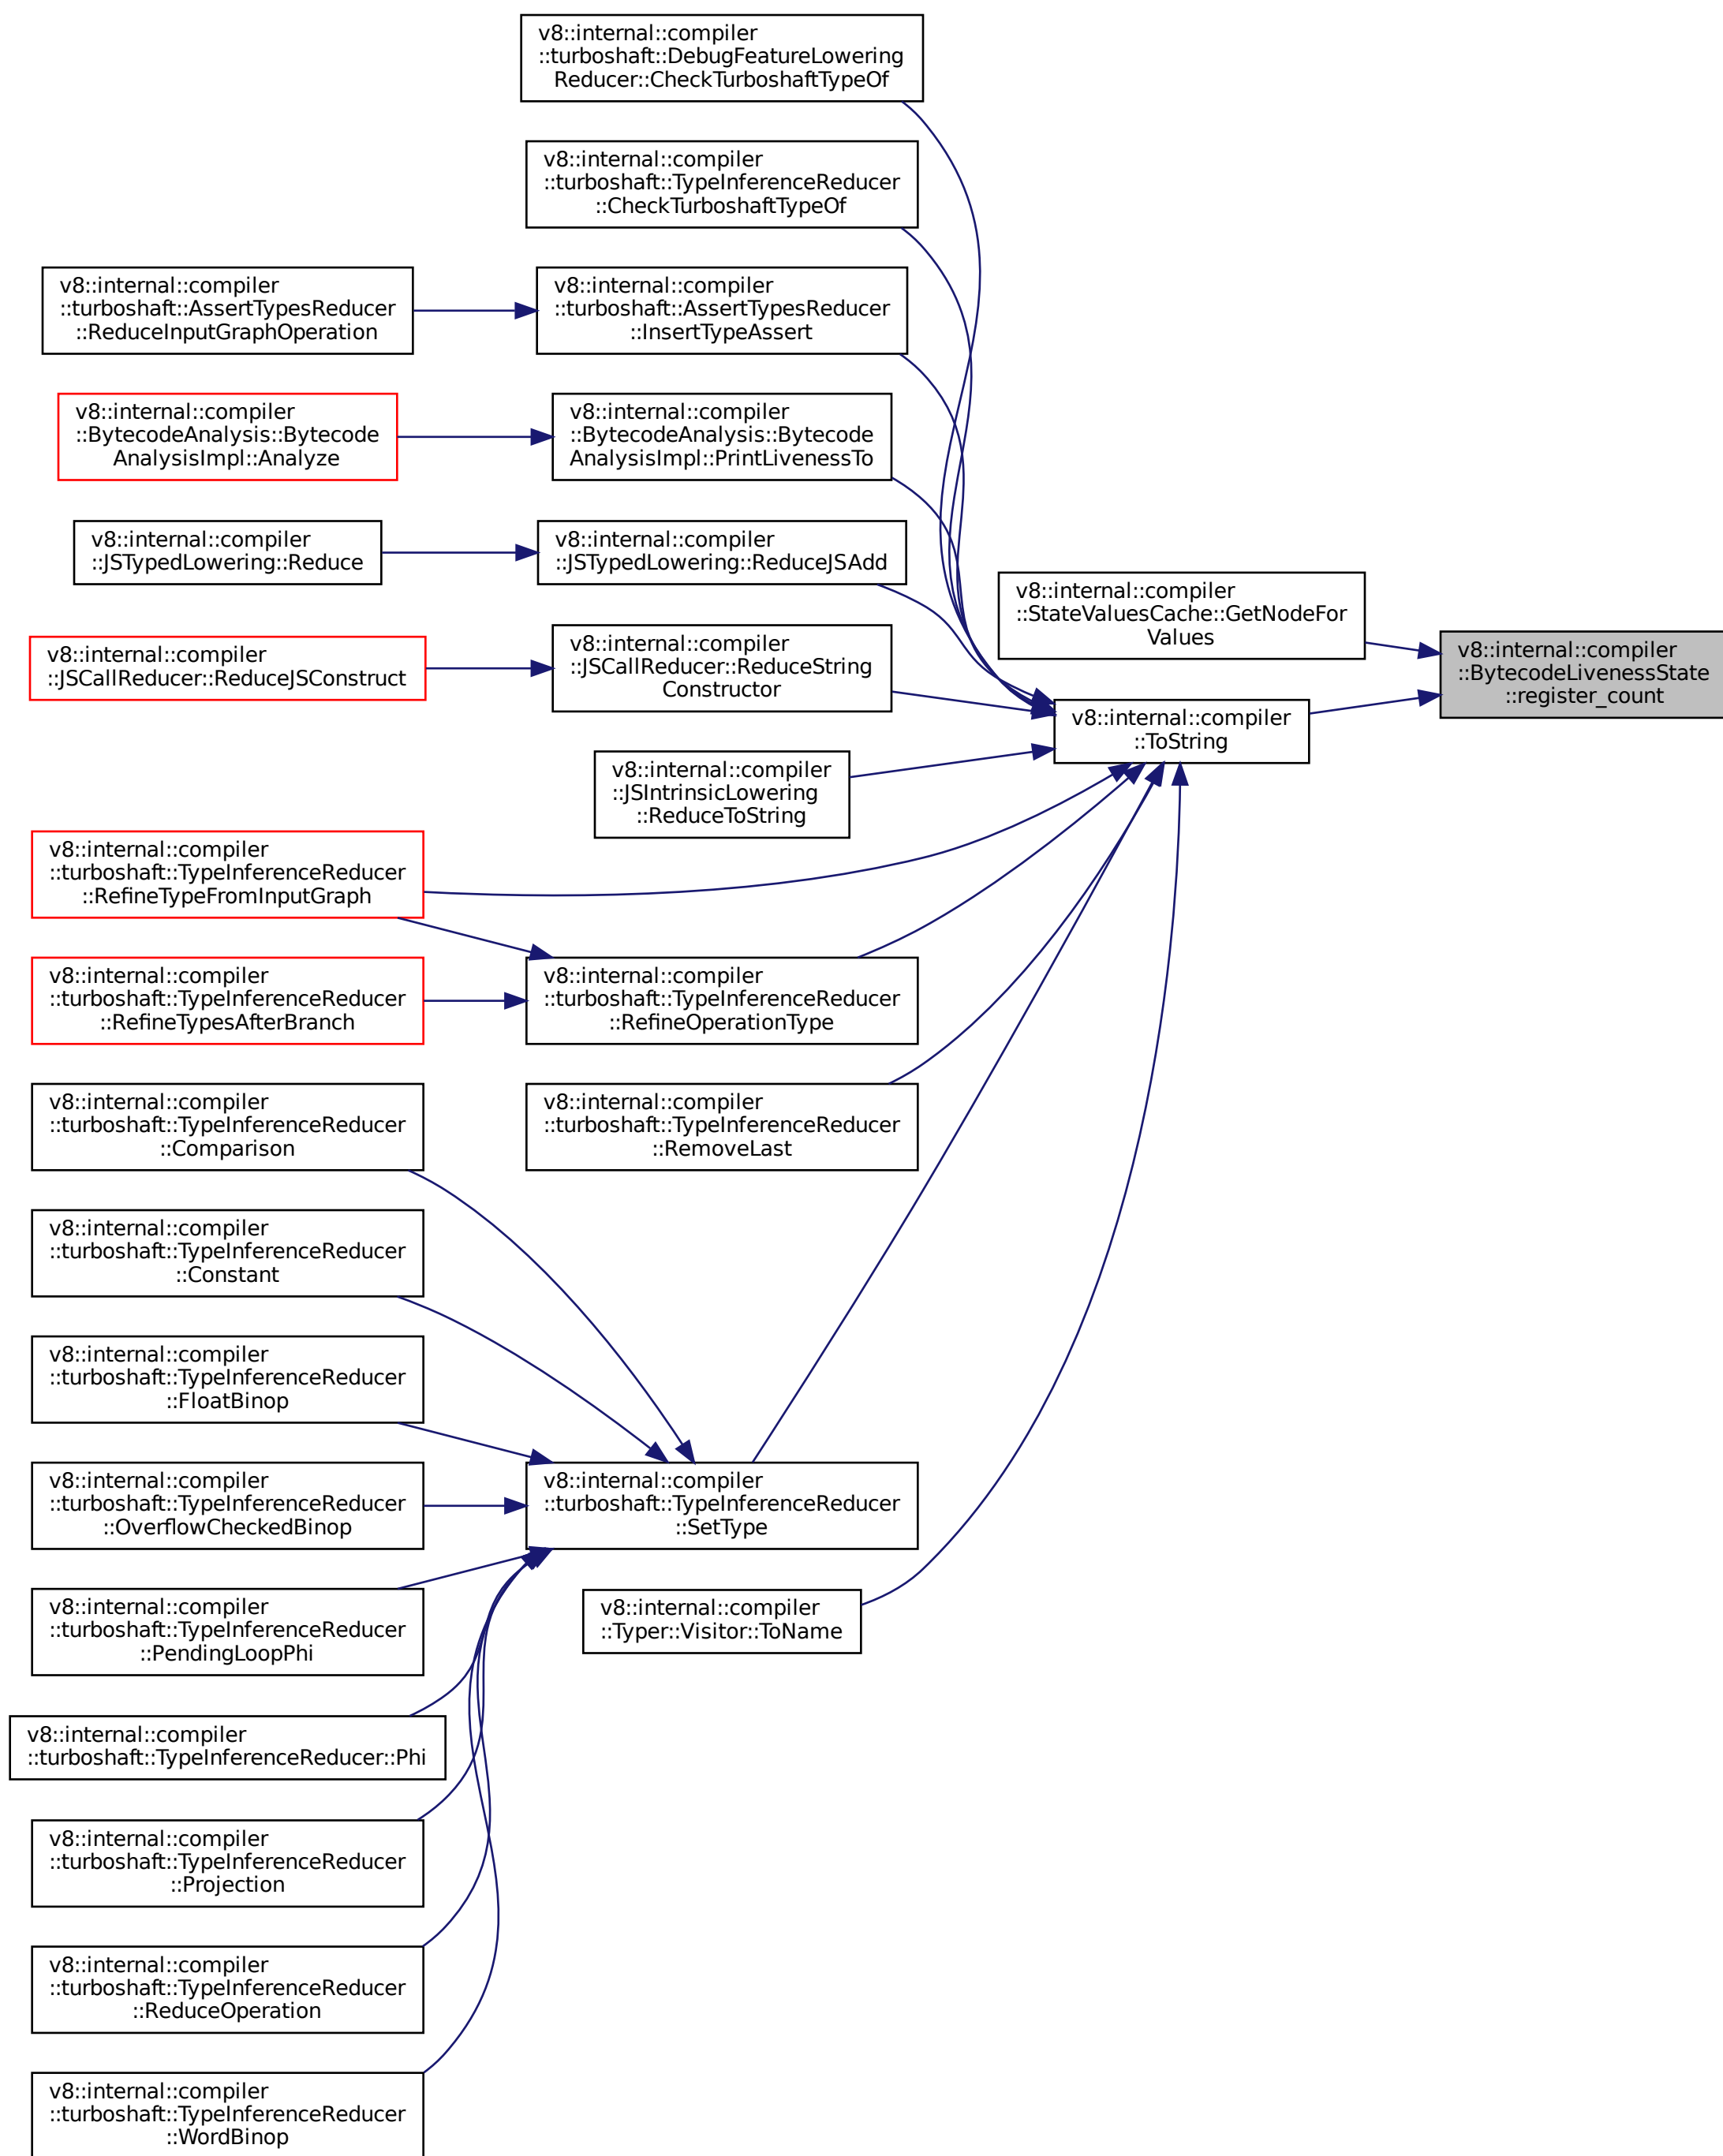 v8::internal::compiler
::turboshaft::DebugFeatureLowering
Reducer::CheckTurboshaftTypeOf
v8::internal::compiler
::turboshaft::TypeInferenceReducer
::CheckTurboshaftTypeOf
v8::internal::compiler
::turboshaft::AssertTypesReducer
::ReduceInputGraphOperation
v8::internal::compiler
::turboshaft::AssertTypesReducer
::InsertTypeAssert
v8::internal::compiler
::BytecodeAnalysis::Bytecode
AnalysisImpl::Analyze
v8::internal::compiler
::BytecodeAnalysis::Bytecode
AnalysisImpl::PrintLivenessTo
v8::internal::compiler
::JSTypedLowering::Reduce
v8::internal::compiler
::JSTypedLowering::ReduceJSAdd
v8::internal::compiler
::StateValuesCache::GetNodeFor
Values
v8::internal::compiler
::BytecodeLivenessState
::register_count
v8::internal::compiler
::JSCallReducer::ReduceJSConstruct
v8::internal::compiler
::JSCallReducer::ReduceString
Constructor
v8::internal::compiler
::ToString
v8::internal::compiler
::JSIntrinsicLowering
::ReduceToString
v8::internal::compiler
::turboshaft::TypeInferenceReducer
::RefineTypeFromInputGraph
v8::internal::compiler
::turboshaft::TypeInferenceReducer
::RefineTypesAfterBranch
v8::internal::compiler
::turboshaft::TypeInferenceReducer
::RefineOperationType
v8::internal::compiler
::turboshaft::TypeInferenceReducer
::Comparison
v8::internal::compiler
::turboshaft::TypeInferenceReducer
::RemoveLast
v8::internal::compiler
::turboshaft::TypeInferenceReducer
::Constant
v8::internal::compiler
::turboshaft::TypeInferenceReducer
::FloatBinop
v8::internal::compiler
::turboshaft::TypeInferenceReducer
::OverflowCheckedBinop
v8::internal::compiler
::turboshaft::TypeInferenceReducer
::SetType
v8::internal::compiler
::turboshaft::TypeInferenceReducer
::PendingLoopPhi
v8::internal::compiler
::Typer::Visitor::ToName
v8::internal::compiler
::turboshaft::TypeInferenceReducer::Phi
v8::internal::compiler
::turboshaft::TypeInferenceReducer
::Projection
v8::internal::compiler
::turboshaft::TypeInferenceReducer
::ReduceOperation
v8::internal::compiler
::turboshaft::TypeInferenceReducer
::WordBinop